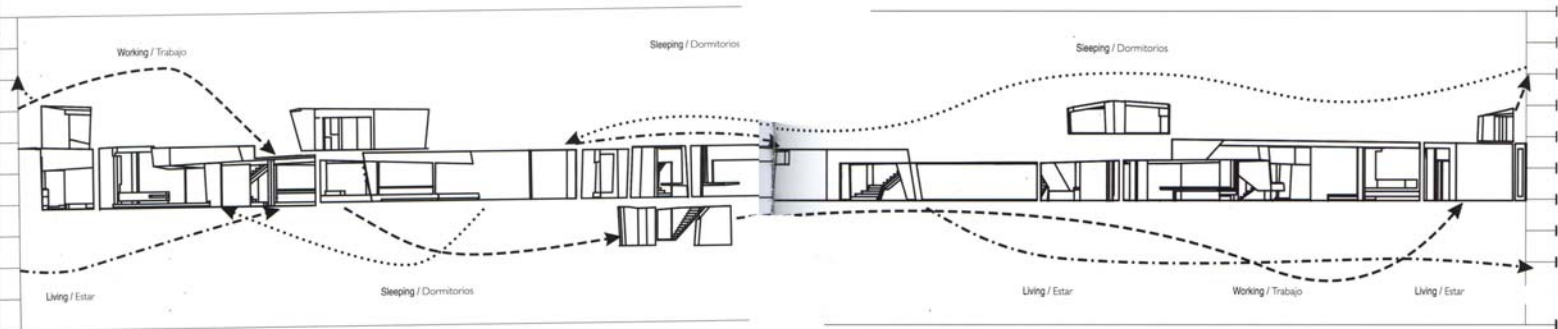 Working / Trabajo
Sleeping / Dormitorios
Sleeping / Dormitorios
Living / Estar
Sleeping / Dormitorios
Living / Estar
Working / Trabajo
Living / Estar